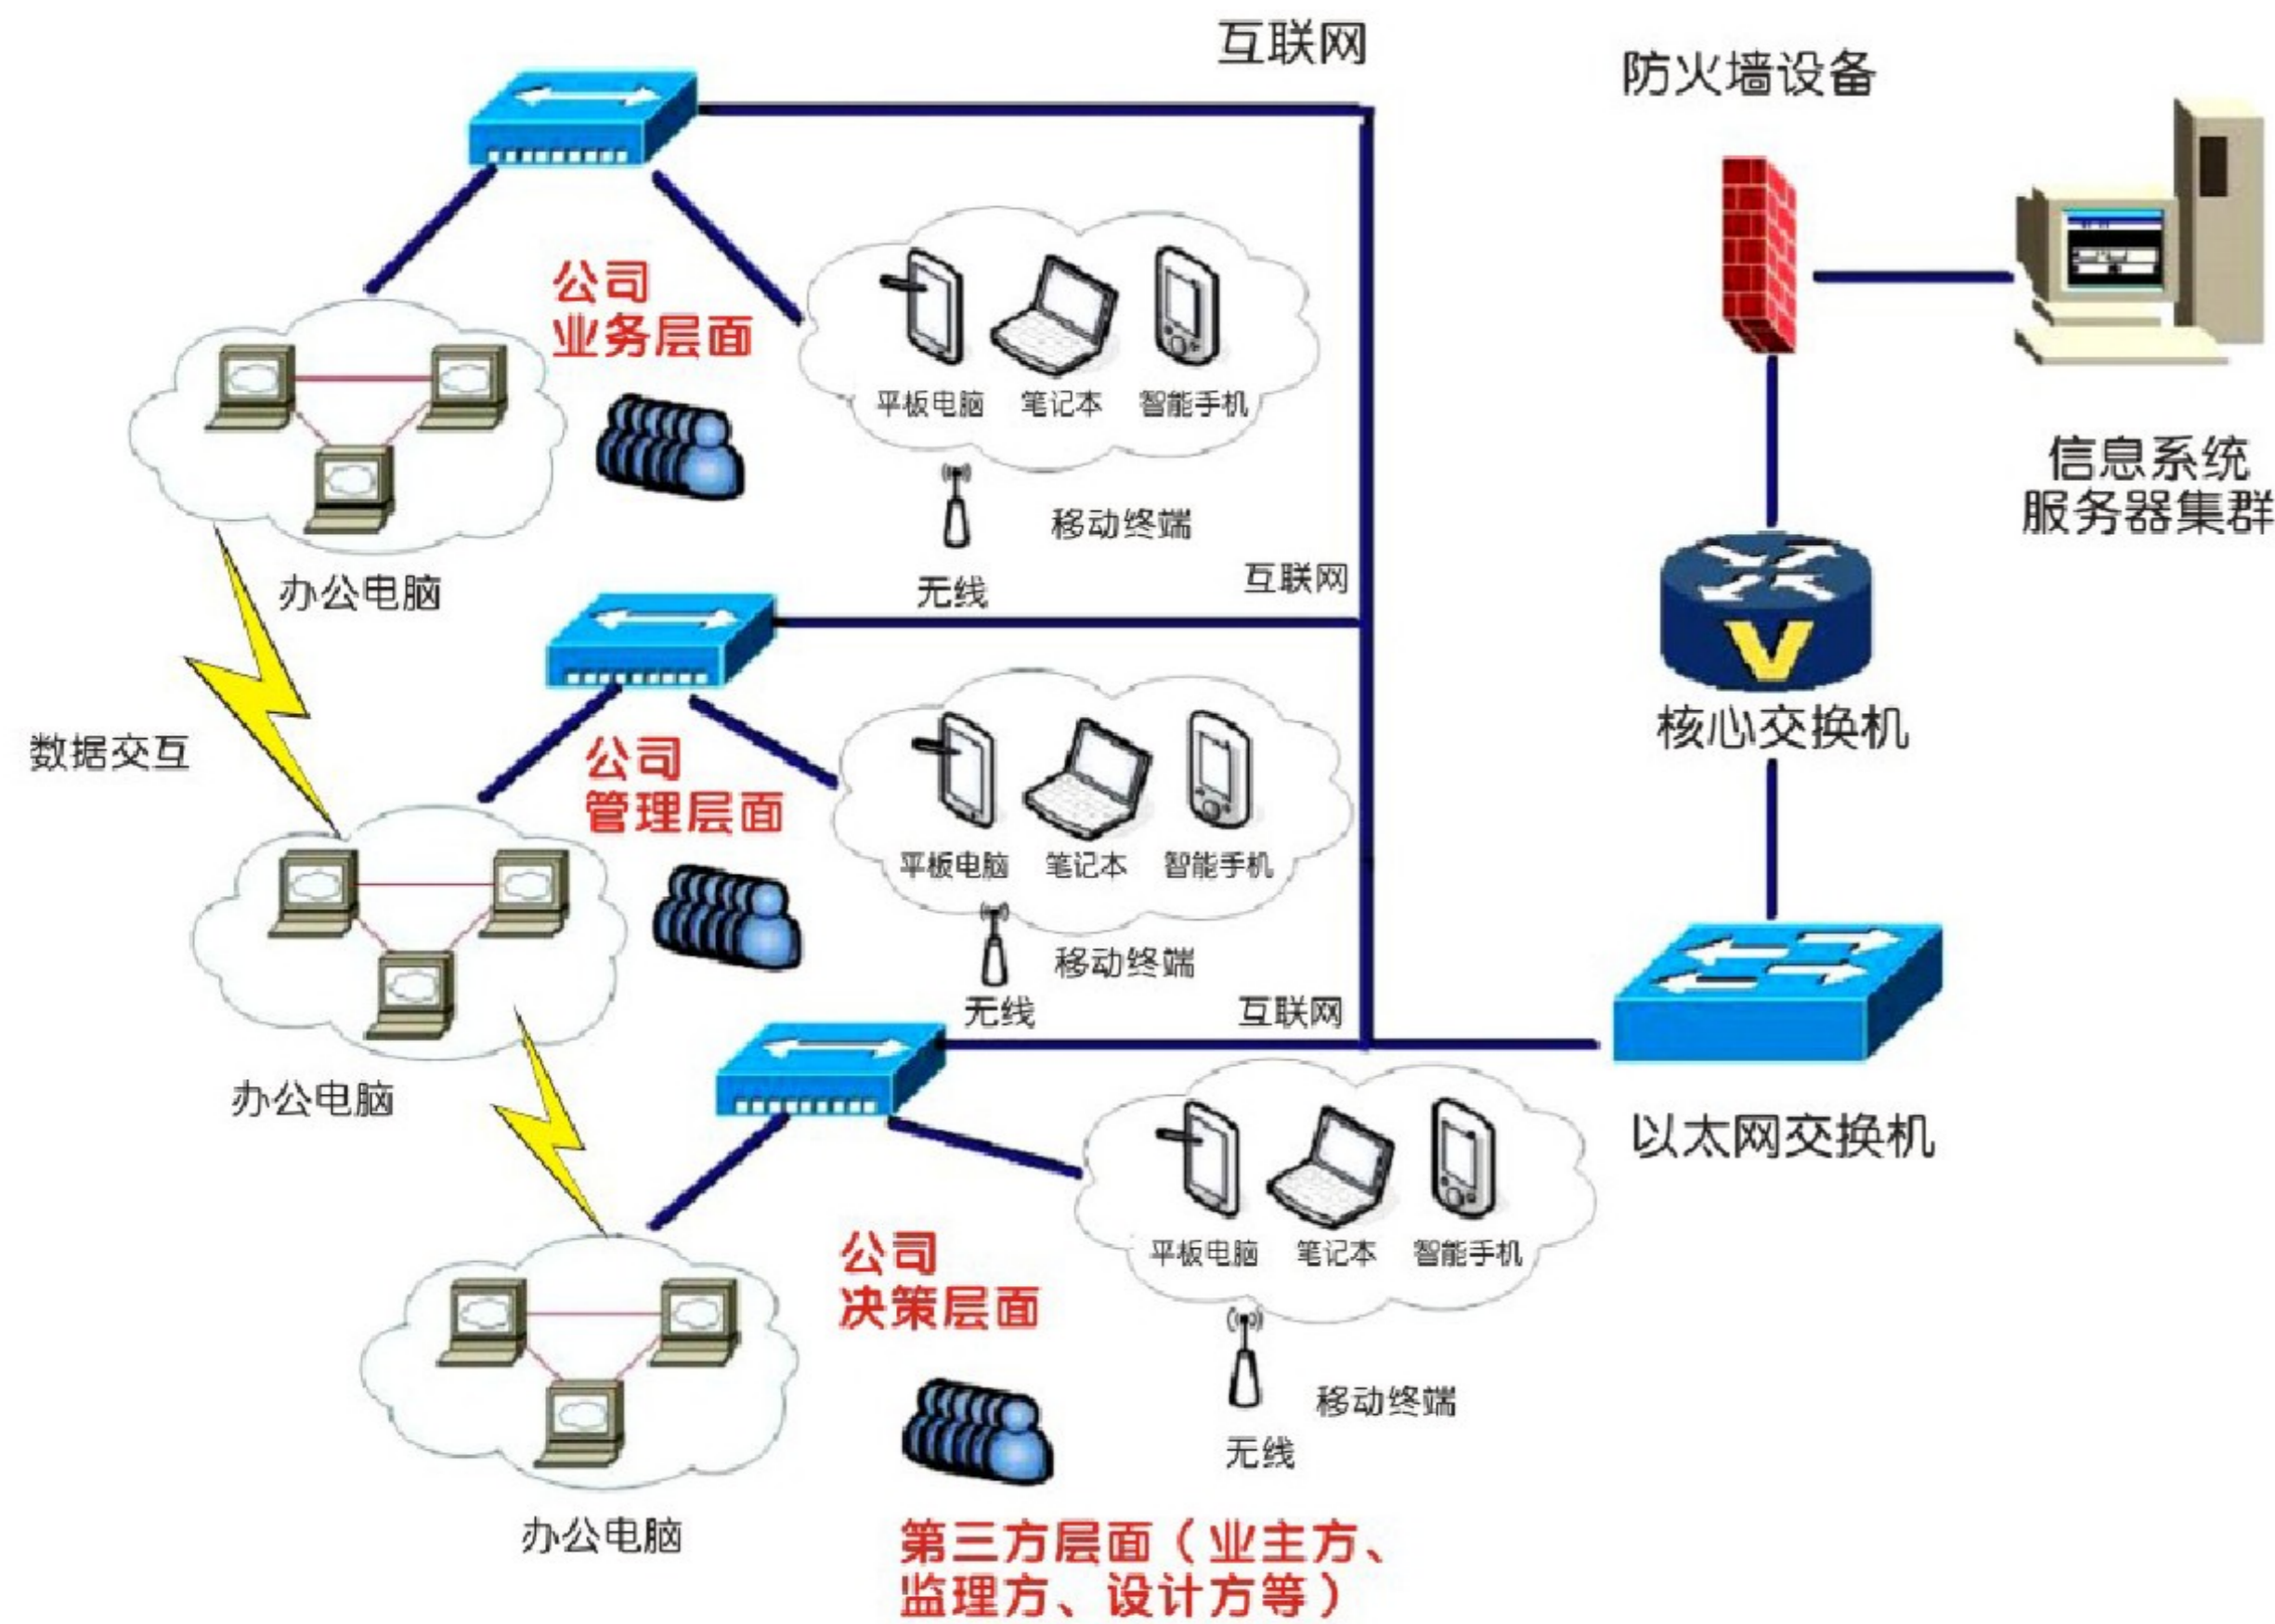 互联网
防火墙设备
公司
业务层面
平板电脑 笔记本 智能手机
信息系统
服务器集群
移动终端
办公电脑
无线
互联网
数据交互
核心交换机
公司
管理层面
平板电脑 笔记本 智能手机
移动终端
无线
互联网
办公电脑
以太网交换机
V
公司
决策层面
平板电脑 笔记本 智能手机
移动终端
无线
办公电脑
第三方层面（业主方、
监理方、设计方等）